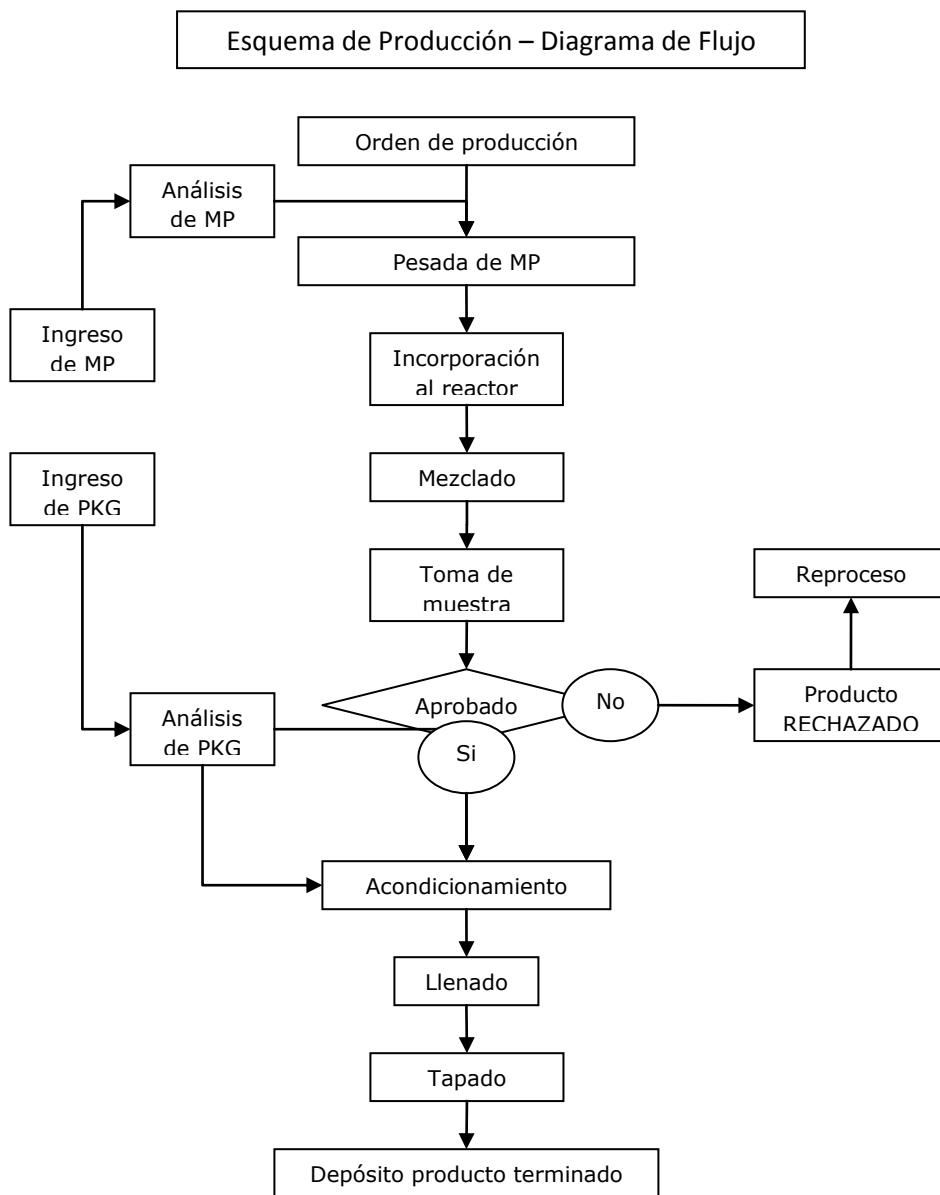 Esquema de Producción – Diagrama de Flujo
Orden de producción
Análisis
de MP
Pesada de MP
Ingreso
de MP
Incorporación
al reactor
Ingreso
de PKG
Mezclado
Toma de
muestra
Reproceso
Aprobado
No
Producto
RECHAZADO
Análisis
de PKG
Si
Acondicionamiento
Llenado
Tapado
Depósito producto terminado